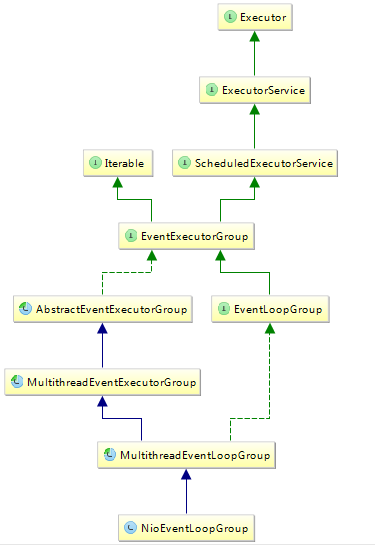 Executor
ExecutorService
Iterable
ScheduledExecutorService
EventExecutorGroup
AbstractEventExecutorGroup
EventLoopGroup
MultithreadEventExecutorGroup
MultithreadEventLoopGroup
NioEventLoopGroup